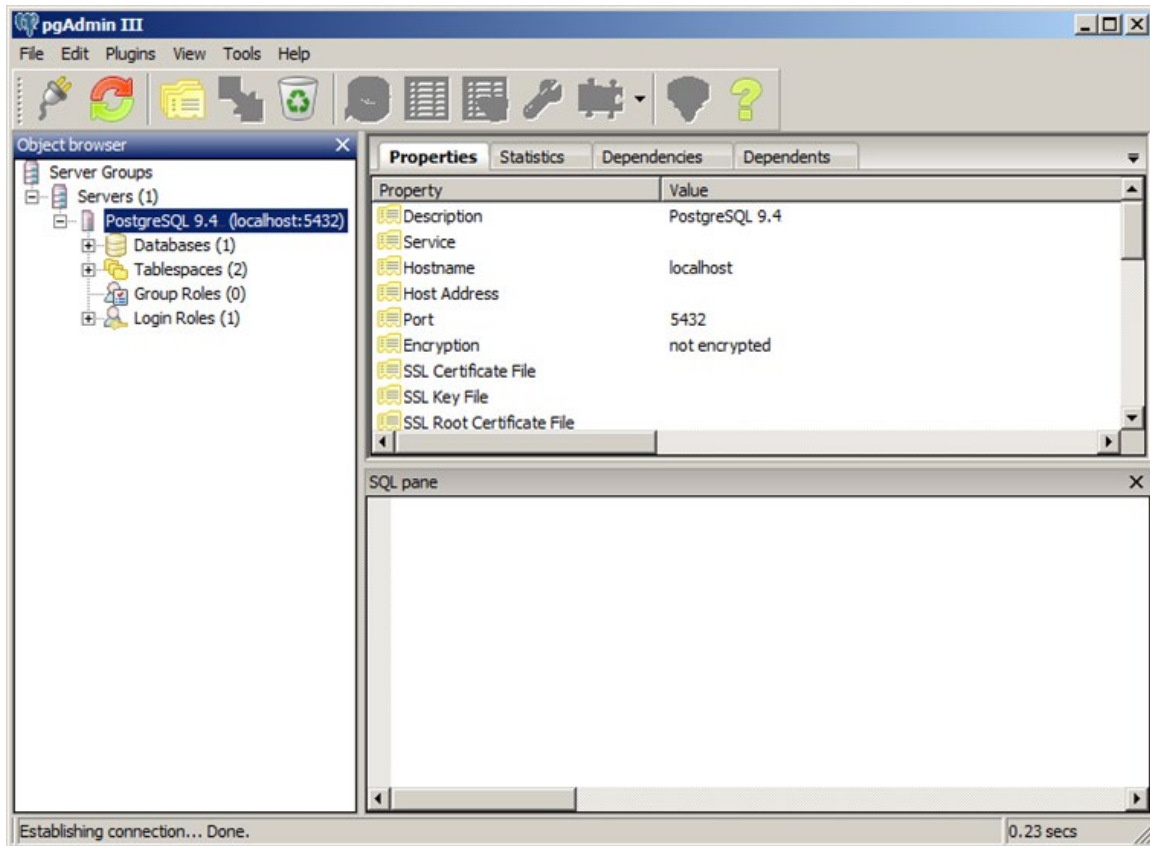 pgAdmin III
File Edit Plugins View Tools Help
Object browser
Server Groups
Servers (1)
PostgreSQL 9.4 (localhost:5432)
Databases (1)
Tablespaces (2)
Group Roles (0)
Login Roles (1)
Properties Statistics Dependencies Dependents
Property Value
Description PostgreSQL 9.4
Service
Hostname localhost
Host Address
Port 5432
Encryption not encrypted
SSL Certificate File
SSL Key File
SSL Root Certificate File
SQL pane
Establishing connection... Done. 0.23 secs